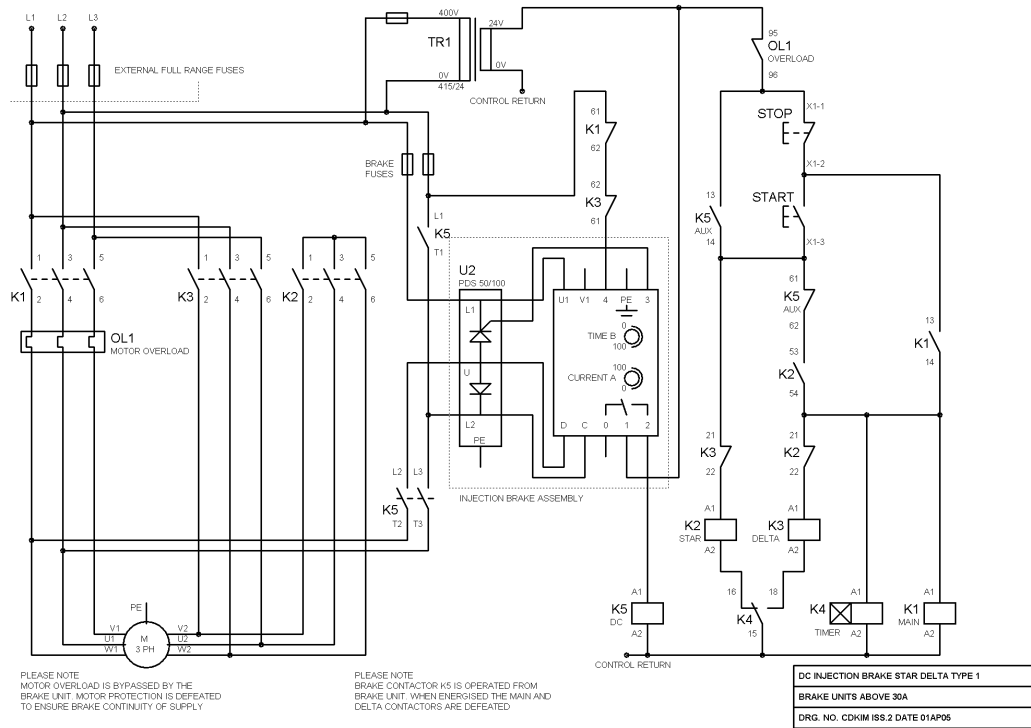 L1 L2 L3
EXTERNAL FULL RANGE FUSES
400V
TR1
24V
0V
0V
415/24
CONTROL RETURN
95
OL1
OVERLOAD
96
STOP
X1-1
X1-2
START
X1-3
61
K1
62
62
K3
61
BRAKE
FUSES
L1
K5
T1
13
K5
AUX
14
61
K5
AUX
62
53
K2
54
13
K1
14
1 3 5
K1
2 4 6
1 3 5
K3
2 4 6
1 3 5
K2
2 4 6
OL1
MOTOR OVERLOAD
U2
PDS 50/100
L1
U
L2
PE
U1 V1 4 PE 3
0
TIME B
100
100
CURRENT A
0
D C 0 1 2
INJECTION BRAKE ASSEMBLY
L2 L3
K5
T2 T3
21
K3
22
21
K2
22
A1
K2
STAR
A2
A1
K3
DELTA
A2
16 18
K4
15
A1
K5
DC
A2
A1
K4
TIMER
A2
A1
K1
MAIN
A2
CONTROL RETURN
PE
V1
U1
W1
M
3 PH
V2
U2
W2
PLEASE NOTE
MOTOR OVERLOAD IS BYPASSED BY THE
BRAKE UNIT. MOTOR PROTECTION IS DEFEATED
TO ENSURE BRAKE CONTINUITY OF SUPPLY
PLEASE NOTE
BRAKE CONTACTOR K5 IS OPERATED FROM
BRAKE UNIT. WHEN ENERGISED THE MAIN AND
DELTA CONTACTORS ARE DEFEATED
DC INJECTION BRAKE STAR DELTA TYPE 1
BRAKE UNITS ABOVE 30A
DRG. NO. CDKIM ISS.2 DATE 01AP05